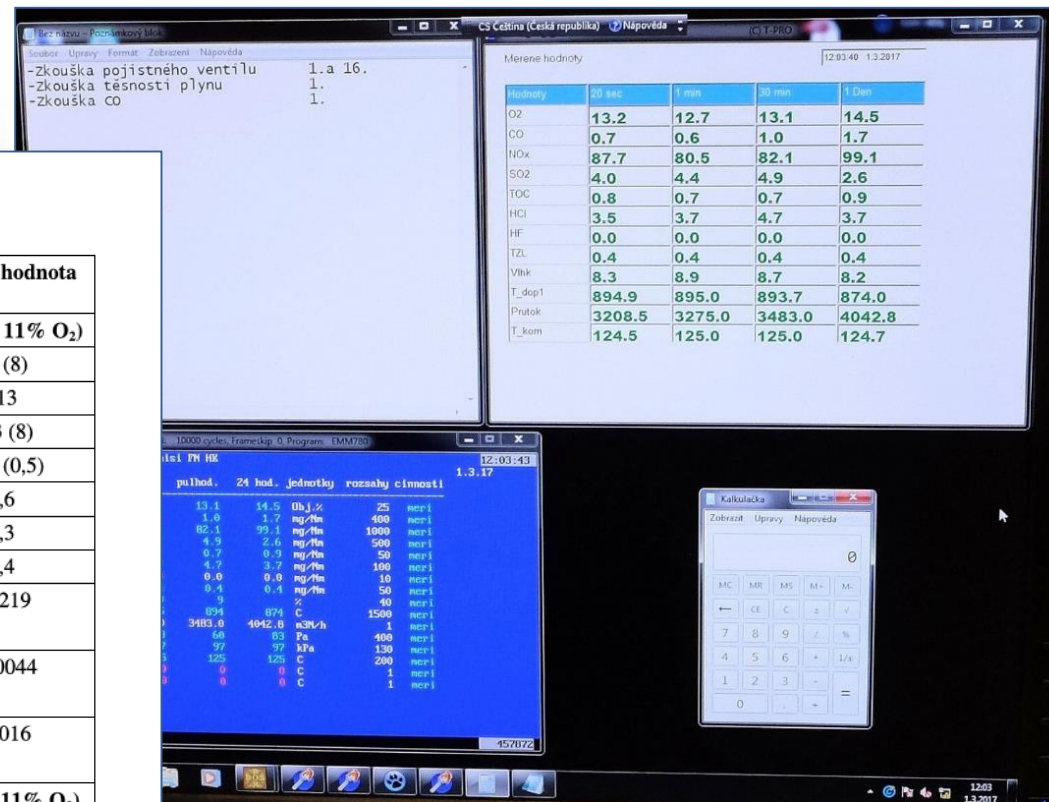 Bez názvu – Poznámkový blok
Soubor Úpravy Formát Zobrazení Nápověda
-Zkouška pojistného ventilu 1.a 16.
-Zkouška těsnosti plynu 1.
-Zkouška CO 1.
CS Čeština (Česká republika) Nápověda
(C) T-PRO
Merene hodnoty 12:03:40 1.3.2017
Hodnoty 20 sec 1 min 30 min 1 Den
O2 13.2 12.7 13.1 14.5
CO 0.7 0.6 1.0 1.7
NOx 87.7 80.5 82.1 99.1
SO2 4.0 4.4 4.9 2.6
TOC 0.8 0.7 0.7 0.9
HCl 3.5 3.7 4.7 3.7
HF 0.0 0.0 0.0 0.0
TZL 0.4 0.4 0.4 0.4
Vlhk 8.3 8.9 8.7 8.2
T_dop1 894.9 895.0 893.7 874.0
Prutok 3208.5 3275.0 3483.0 4042.8
T_kom 124.5 125.0 125.0 124.7
hodnota
11% O₂)
(8)
13
(8)
(0,5)
,6
,3
,4
219
0044
016
11% O₂)
10000 cycles, Frameskip 0, Program: EMM780
isi FN HK 12:03:43
1.3.17
pulhod. 24 hod. jednotky rozsahy cinnosti
13.1 14.5 Obj.% 25 meri
1.0 1.7 mg/Nm 400 meri
82.1 99.1 mg/Nm 1000 meri
4.9 2.6 mg/Nm 500 meri
0.7 0.9 mg/Nm 50 meri
4.7 3.7 mg/Nm 100 meri
0.0 0.0 mg/Nm 10 meri
0.4 0.4 mg/Nm 50 meri
9 % 40 meri
894 874 C 1500 meri
3483.0 4042.8 m3N/h 1 meri
60 83 Pa 400 meri
97 97 kPa 130 meri
125 125 C 200 meri
0 0 C 1 meri
0 0 C 1 meri
457872
Kalkulačka
Zobrazit Úpravy Nápověda
0
MC MR MS M+ M-
← CE C ± √
7 8 9 / %
4 5 6 * 1/x
1 2 3 - =
0 , +
12:03
1.3.2017